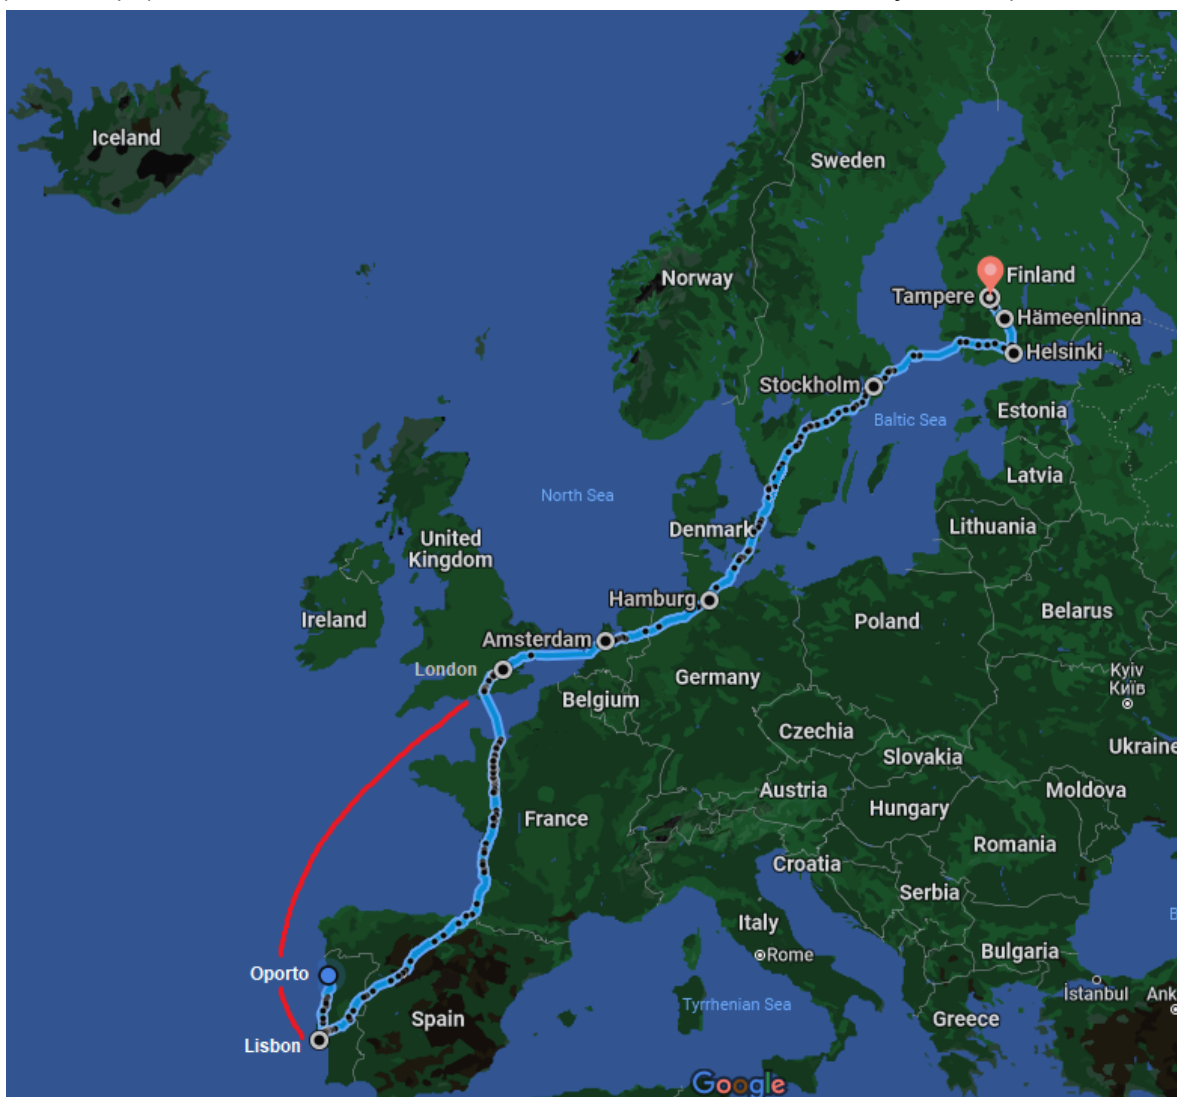 Iceland
Sweden
Norway
Finland
Tampere
Hämeenlinna
Helsinki
Stockholm
Baltic Sea
Estonia
Latvia
North Sea
Lithuania
Denmark
United
Kingdom
Hamburg
Belarus
Ireland
Poland
Amsterdam
London
Germany
Kyiv
Київ
Belgium
Czechia
Ukraine
Slovakia
Austria
Moldova
Hungary
France
Romania
Croatia
Serbia
Italy
B
Rome
Bulgaria
Oporto
İstanbul
Ank
Tyrrhenian Sea
Spain
Greece
Lisbon
Google